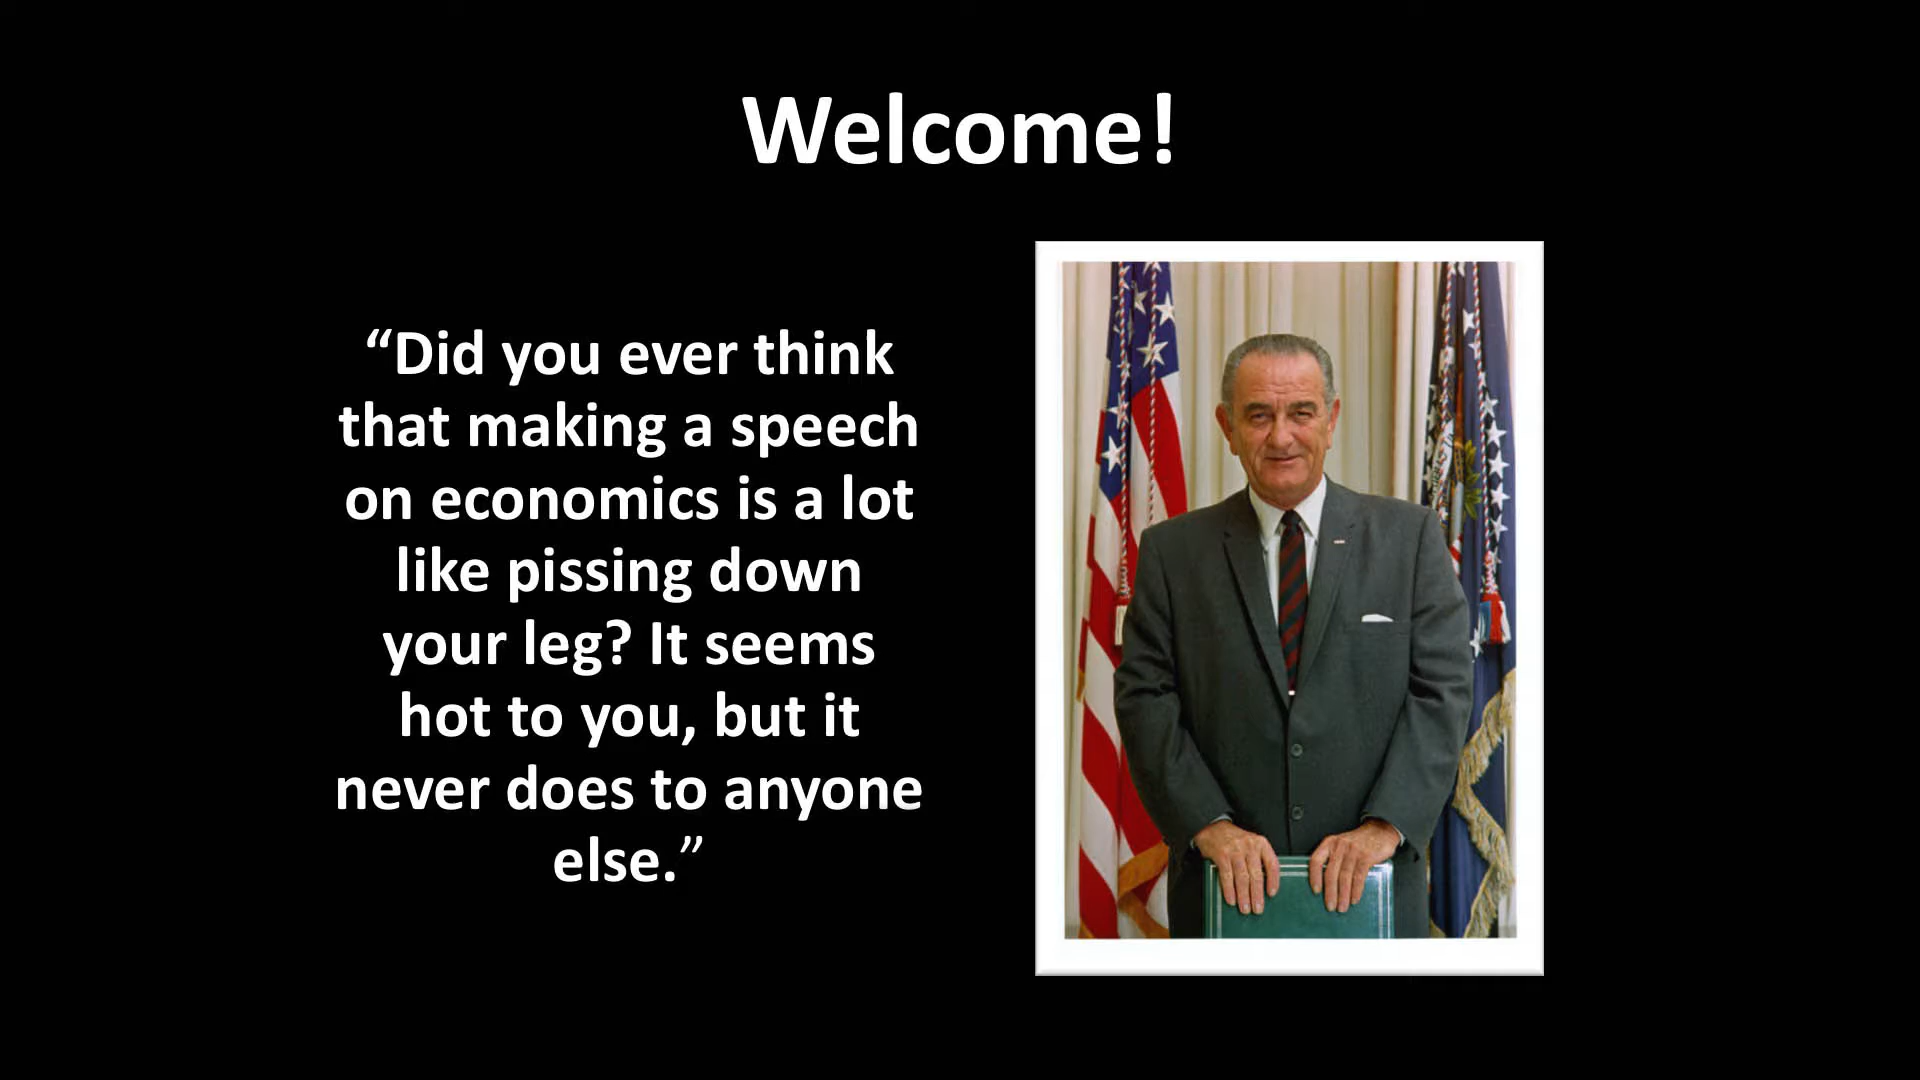 Welcome!
“Did you ever think
that making a speech
on economics is a lot
like pissing down
your leg? It seems
hot to you, but it
never does to anyone
else.”